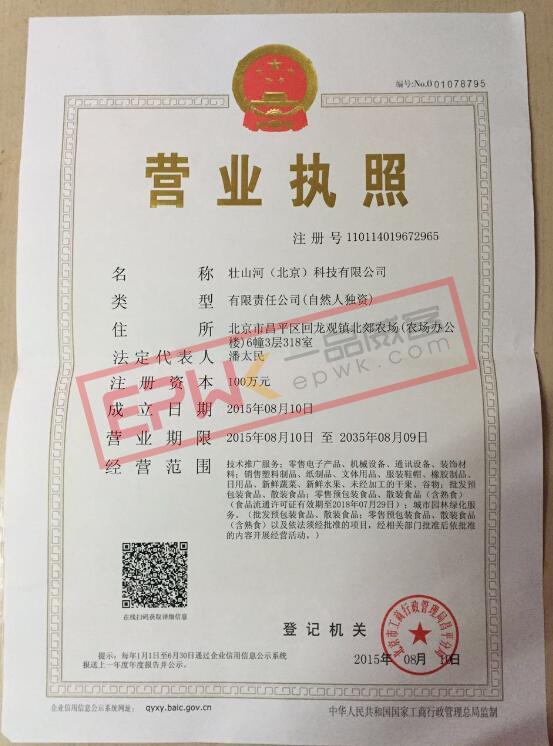 编号:No.0 01078795
营业执照
注册号 110114019672965
名称 壮山河（北京）科技有限公司
类型 有限责任公司(自然人独资)
住所 北京市昌平区回龙观镇北郊农场(农场办公
楼)6幢3层318室
法定代表人 潘太民
注册资本 100万元
成立日期 2015年08月10日
营业期限 2015年08月10日 至 2035年08月09日
经营范围 技术推广服务；零售电子产品、机械设备、通讯设备、装饰材
料；销售塑料制品、纸制品、文体用品、服装鞋帽、橡胶制品、
日用品、新鲜蔬菜、新鲜水果、未经加工的干果、谷物；批发预
包装食品、散装食品；零售预包装食品、散装食品（含熟食）
（食品流通许可证有效期至2018年07月29日）；城市园林绿化服
务。（批发预包装食品、散装食品；零售预包装食品、散装食品
（含熟食）以及依法须经批准的项目，经相关部门批准后依批准
的内容开展经营活动。）
EPWK 一品威客
epwk.com
在线扫码获取详细信息
登记机关
北京市工商行政管理局昌平分局
2015年 08月 10日
提示：每年1月1日至6月30日通过企业信用信息公示系统
报送上一年度年度报告并公示。
企业信用信息公示系统网址： qyxy.baic.gov.cn
中华人民共和国国家工商行政管理总局监制